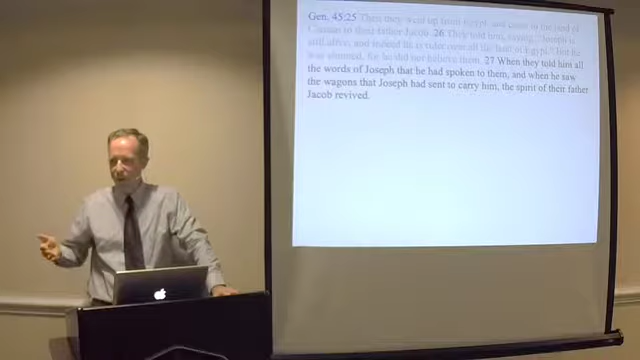 Gen. 45:25 Then they went up from Egypt, and came to the land of
Canaan to their father Jacob. 26 They told him, saying, "Joseph is
still alive, and indeed he is ruler over all the land of Egypt." But he
was stunned, for he did not believe them. 27 When they told him all
the words of Joseph that he had spoken to them, and when he saw
the wagons that Joseph had sent to carry him, the spirit of their father
Jacob revived.